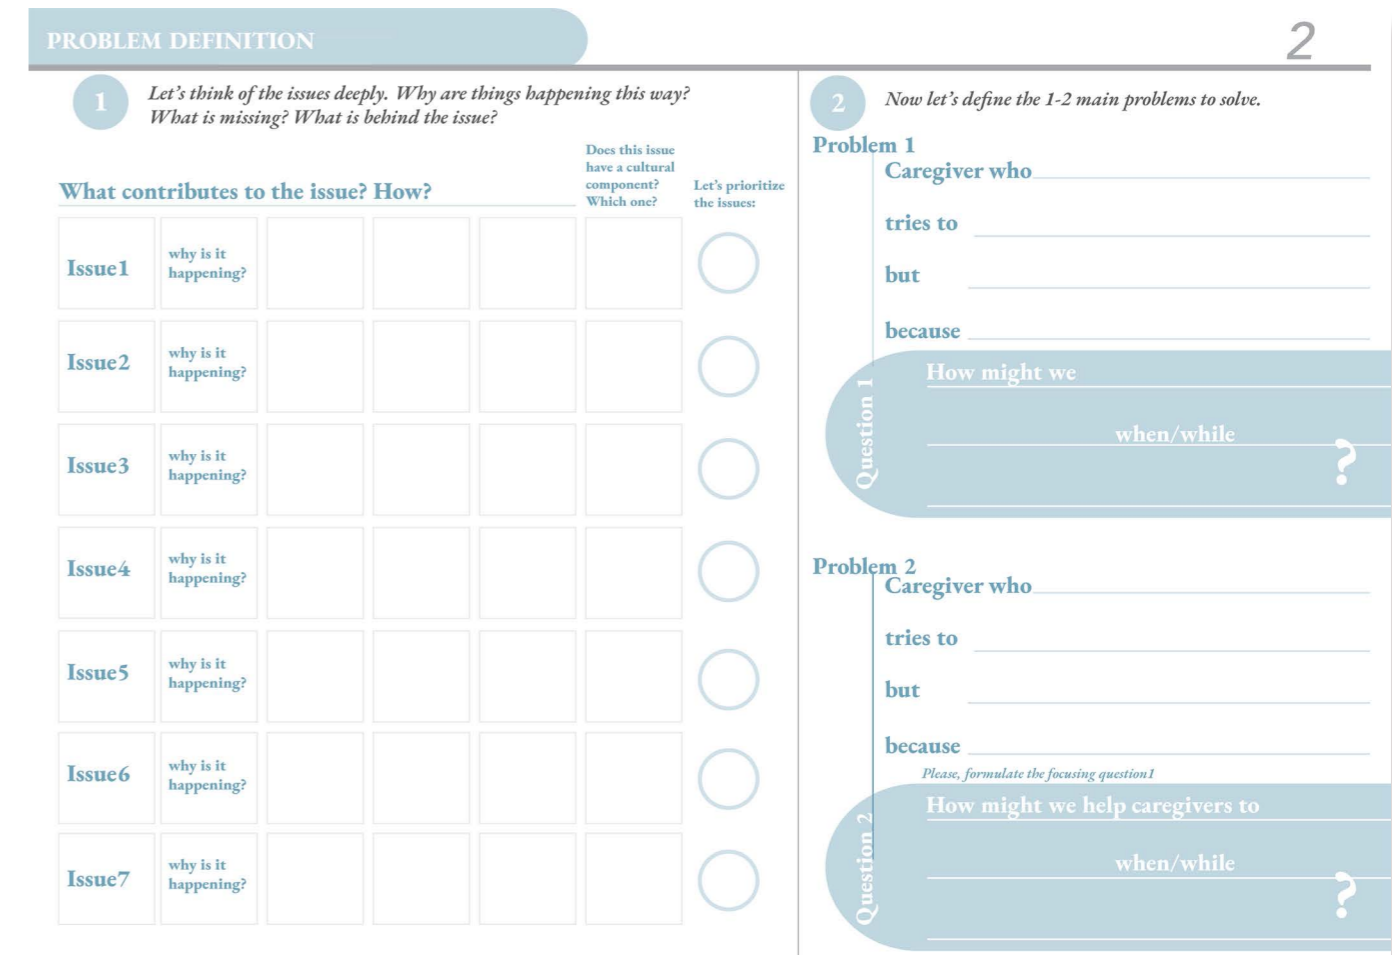 PROBLEM DEFINITION
2
1
Let's think of the issues deeply. Why are things happening this way?
What is missing? What is behind the issue?
What contributes to the issue? How?
Does this issue
have a cultural
component?
Which one?
Let's prioritize
the issues:
Issue1
why is it
happening?
Issue2
why is it
happening?
Issue3
why is it
happening?
Issue4
why is it
happening?
Issue5
why is it
happening?
Issue6
why is it
happening?
Issue7
why is it
happening?
2
Now let's define the 1-2 main problems to solve.
Problem 1
Caregiver who
tries to
but
because
Question 1
How might we
when/while
?
Problem 2
Caregiver who
tries to
but
because
Please, formulate the focusing question1
Question 2
How might we help caregivers to
when/while
?